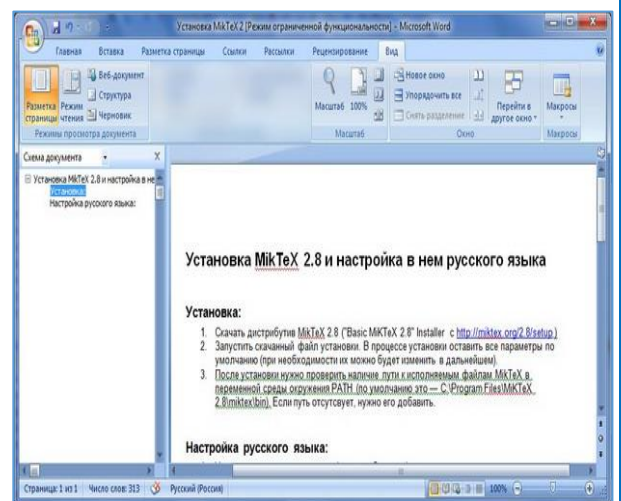 Установка MikTeX 2 [Режим ограниченной функциональности] - Microsoft Word
Главная Вставка Разметка страницы Ссылки Рассылки Рецензирование Вид
Разметка страницы
Режим чтения
Веб-документ
Структура
Черновик
Режимы просмотра документа
Масштаб 100%
Масштаб
Новое окно
Упорядочить все
Снять разделение
Перейти в другое окно
Окно
Макросы
Макросы
Схема документа
Установка MikTeX 2.8 и настройка в не
Установка:
Настройка русского языка:
Установка MikTeX 2.8 и настройка в нем русского языка
Установка:
1. Скачать дистрибутив MikTeX 2.8 ("Basic MiKTeX 2.8" Installer с http://miktex.org/2.8/setup )
2. Запустить скачанный файл установки. В процессе установки оставить все параметры по
умолчанию (при необходимости их можно будет изменить в дальнейшем).
3. После установки нужно проверить наличие пути к исполняемым файлам MikTeX в
переменной среды окружения PATH (по умолчанию это — C:\Program Files\MiKTeX
2.8\miktex\bin). Если путь отсутсвует, нужно его добавить.
Настройка русского языка:
Страница: 1 из 1 Число слов: 313 Русский (Россия) 100%